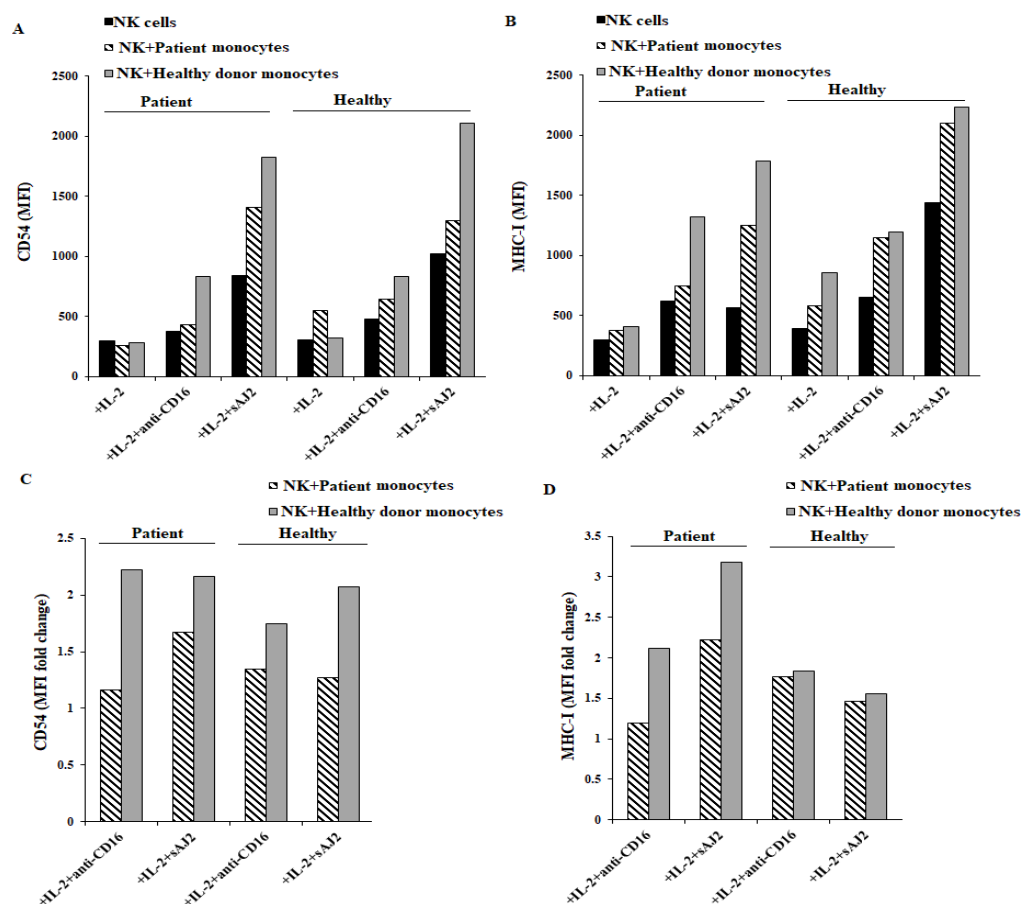 A
NK cells
NK+Patient monocytes
NK+Healthy donor monocytes
Patient
Healthy
CD54 (MFI)
2500
2000
1500
1000
500
0
+IL-2
+IL-2+anti-CD16
+IL-2+sAJ2
+IL-2
+IL-2+anti-CD16
+IL-2+sAJ2
B
NK cells
NK+Patient monocytes
NK+Healthy donor monocytes
Patient
Healthy
MHC-I (MFI)
2500
2000
1500
1000
500
0
+IL-2
+IL-2+anti-CD16
+IL-2+sAJ2
+IL-2
+IL-2+anti-CD16
+IL-2+sAJ2
C
NK+Patient monocytes
NK+Healthy donor monocytes
Patient
Healthy
CD54 (MFI fold change)
2.5
2
1.5
1
0.5
0
+IL-2+anti-CD16
+IL-2+sAJ2
+IL-2+anti-CD16
+IL-2+sAJ2
D
NK+Patient monocytes
NK+Healthy donor monocytes
Patient
Healthy
MHC-I (MFI fold change)
3.5
3
2.5
2
1.5
1
0.5
0
+IL-2+anti-CD16
+IL-2+sAJ2
+IL-2+anti-CD16
+IL-2+sAJ2